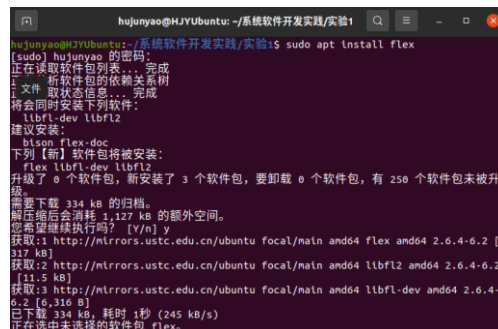 hujunyao@HJYUbuntu: ~/系统软件开发实践/实验1
hujunyao@HJYUbuntu:~/系统软件开发实践/实验1$ sudo apt install flex
[sudo] hujunyao 的密码：
正在读取软件包列表... 完成
析软件包的依赖关系树
取状态信息... 完成
文件
将会同时安装下列软件：
libfl-dev libfl2
建议安装：
bison flex-doc
下列【新】软件包将被安装：
flex libfl-dev libfl2
升级了 0 个软件包，新安装了 3 个软件包，要卸载 0 个软件包，有 250 个软件包未被升
级。
需要下载 334 kB 的归档。
解压缩后会消耗 1,127 kB 的额外空间。
您希望继续执行吗？ [Y/n] y
获取:1 http://mirrors.ustc.edu.cn/ubuntu focal/main amd64 flex amd64 2.6.4-6.2 [
317 kB]
获取:2 http://mirrors.ustc.edu.cn/ubuntu focal/main amd64 libfl2 amd64 2.6.4-6.2
[11.5 kB]
获取:3 http://mirrors.ustc.edu.cn/ubuntu focal/main amd64 libfl-dev amd64 2.6.4-
6.2 [6,316 B]
已下载 334 kB，耗时 1秒 (245 kB/s)
正在选中未选择的软件包 flex。